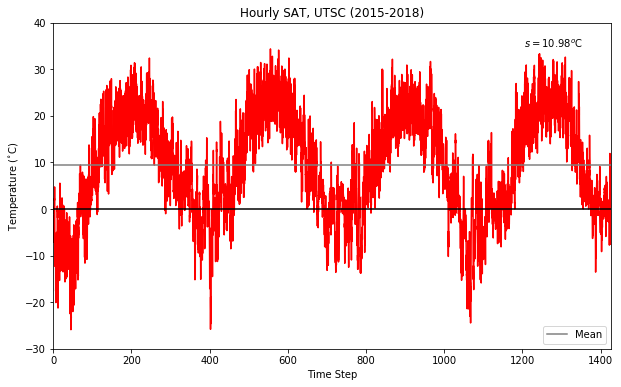 Hourly SAT, UTSC (2015-2018)
s = 10.98°C
Temperature (°C)
40
30
20
10
0
−10
−20
−30
Mean
0 200 400 600 800 1000 1200 1400
Time Step